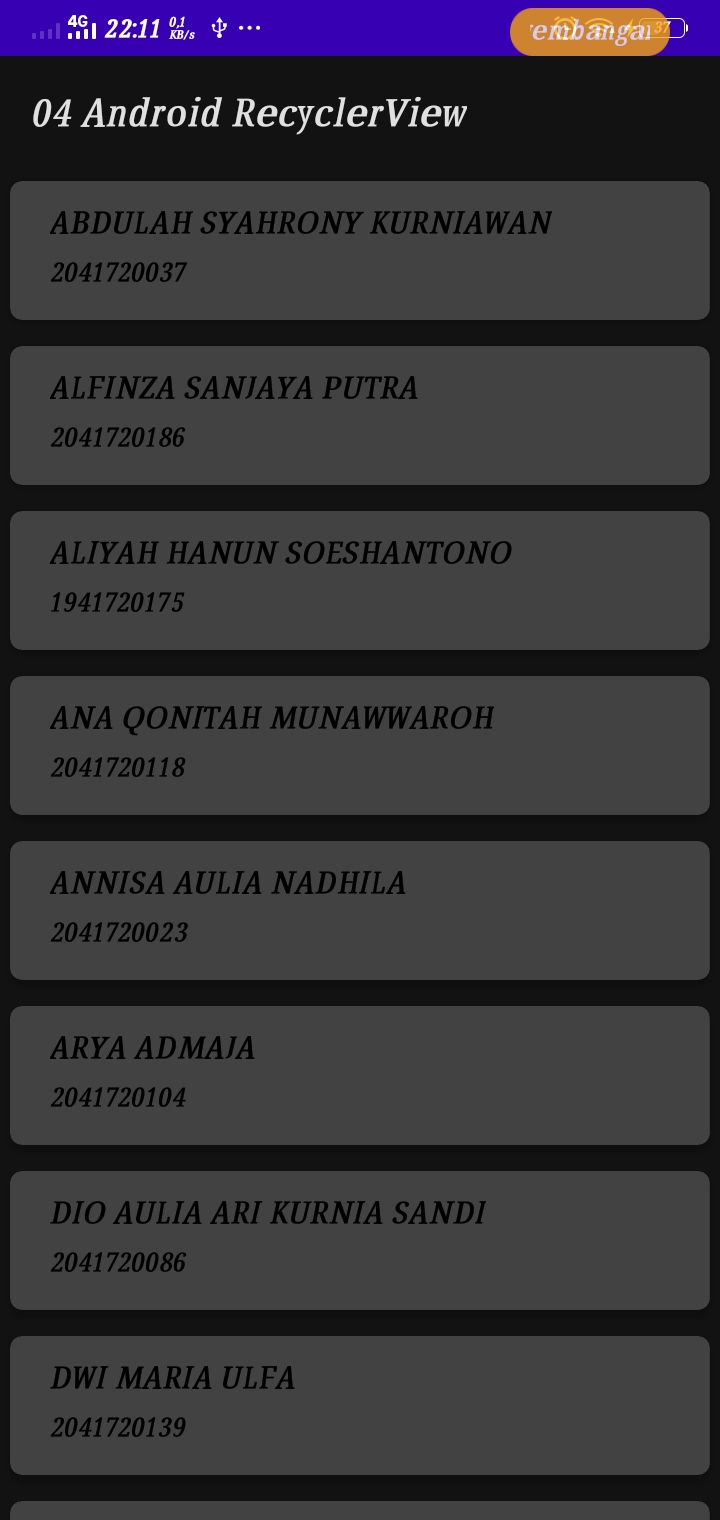 4G 22:11 0,1 KB/s 37
04 Android RecyclerView
ABDULAH SYAHRONY KURNIAWAN
2041720037
ALFINZA SANJAYA PUTRA
2041720186
ALIYAH HANUN SOESHANTONO
1941720175
ANA QONITAH MUNAWWAROH
2041720118
ANNISA AULIA NADHILA
2041720023
ARYA ADMAJA
2041720104
DIO AULIA ARI KURNIA SANDI
2041720086
DWI MARIA ULFA
2041720139